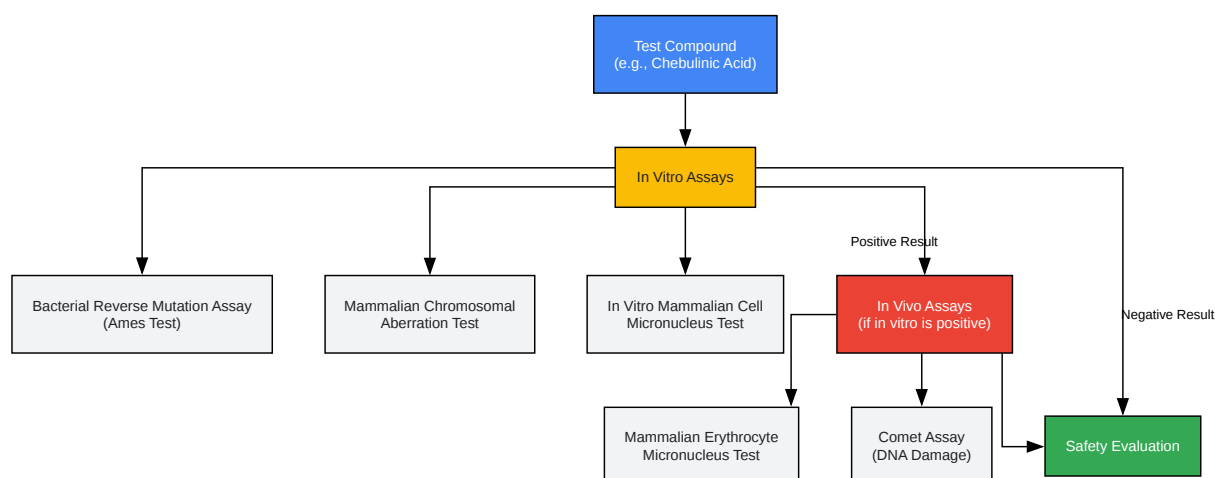 Test Compound
(e.g., Chebulinic Acid)
In Vitro Assays
Positive Result
Bacterial Reverse Mutation Assay
(Ames Test)
Mammalian Chromosomal
Aberration Test
In Vitro Mammalian Cell
Micronucleus Test
In Vivo Assays
(if in vitro is positive)
Negative Result
Mammalian Erythrocyte
Micronucleus Test
Comet Assay
(DNA Damage)
Safety Evaluation